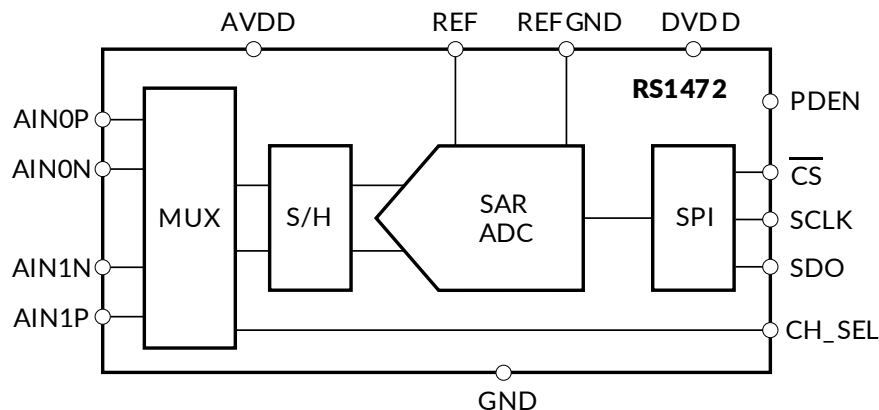 AVDD
REF
REFGND
DVDD
RS1472
PDEN
AIN0P
AIN0N
AIN1N
AIN1P
MUX
S/H
SAR
ADC
SPI
CS
SCLK
SDO
CH_SEL
GND